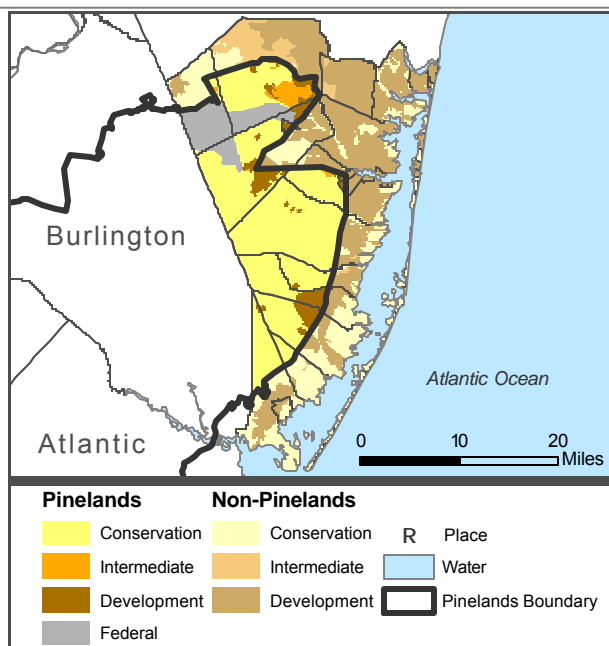 Burlington
Atlantic Ocean
Atlantic
0 10 20
Miles
Pinelands Non-Pinelands
Conservation Conservation R Place
Intermediate Intermediate Water
Development Development Pinelands Boundary
Federal